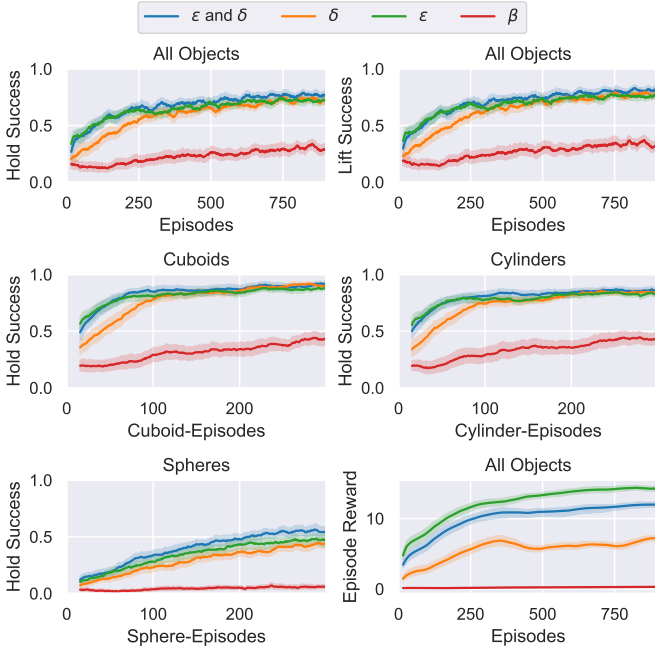 ε and δ δ ε β
All Objects All Objects
Hold Success 1.0 0.5 0.0 Lift Success 1.0 0.5 0.0
0 250 500 750 0 250 500 750
Episodes Episodes
Cuboids Cylinders
Hold Success 1.0 0.5 0.0 Hold Success 1.0 0.5 0.0
0 100 200 0 100 200
Cuboid-Episodes Cylinder-Episodes
Spheres All Objects
Hold Success 1.0 0.5 0.0 Episode Reward 10 0
0 100 200 0 250 500 750
Sphere-Episodes Episodes